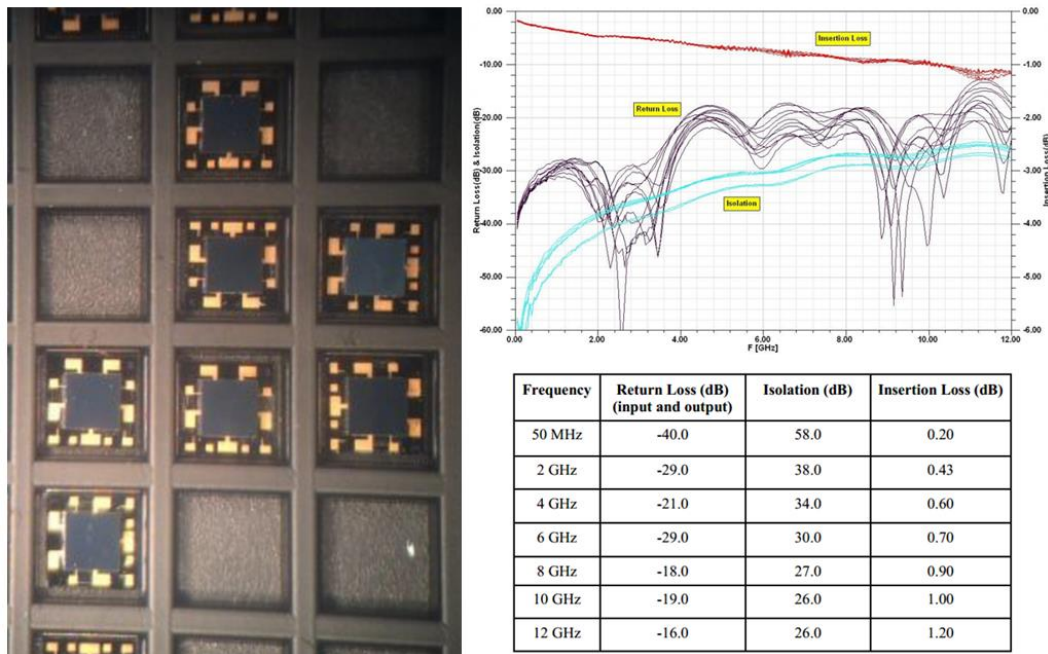 0.00
-10.00
-20.00
-30.00
-40.00
-50.00
-60.00
Return Loss(dB) & Isolation(dB)
Insertion Loss
Return Loss
Isolation
0.00
-1.00
-2.00
-3.00
-4.00
-5.00
-6.00
Insertion Loss(dB)
0.00 2.00 4.00 6.00 8.00 10.00 12.00
F [GHz]
Frequency Return Loss (dB) (input and output) Isolation (dB) Insertion Loss (dB)
50 MHz -40.0 58.0 0.20
2 GHz -29.0 38.0 0.43
4 GHz -21.0 34.0 0.60
6 GHz -29.0 30.0 0.70
8 GHz -18.0 27.0 0.90
10 GHz -19.0 26.0 1.00
12 GHz -16.0 26.0 1.20